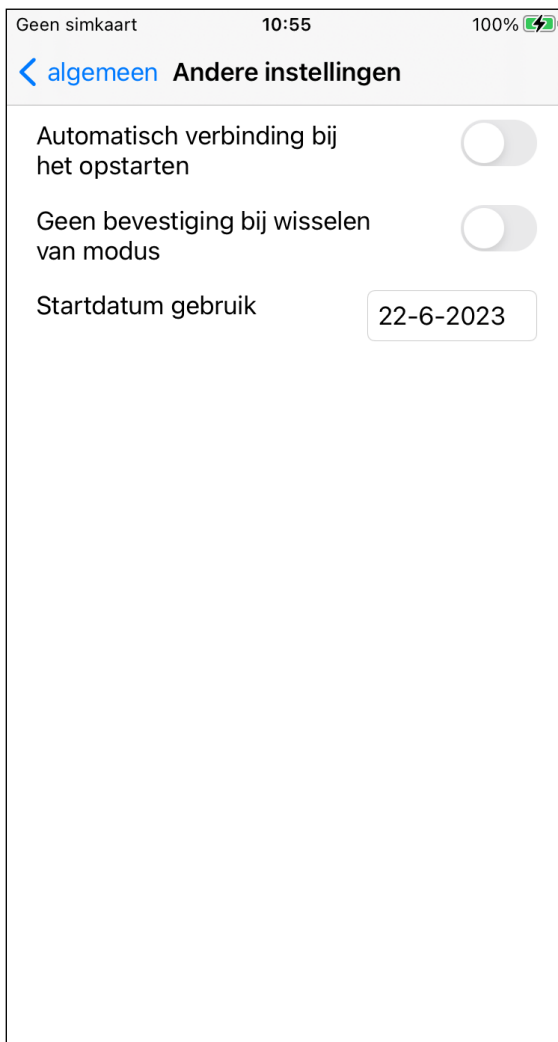 Geen simkaart 10:55 100%
algemeen Andere instellingen
Automatisch verbinding bij
het opstarten
Geen bevestiging bij wisselen
van modus
Startdatum gebruik 22-6-2023